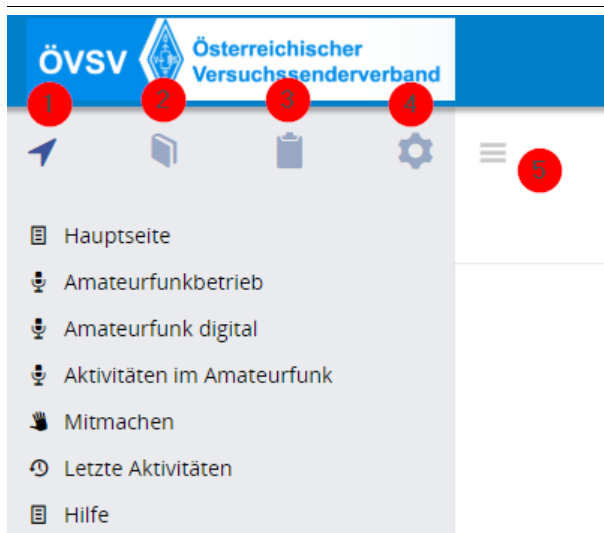 ÖVSV
Österreichischer
Versuchssenderverband
1
2
3
4
5
Hauptseite
Amateurfunkbetrieb
Amateurfunk digital
Aktivitäten im Amateurfunk
Mitmachen
Letzte Aktivitäten
Hilfe